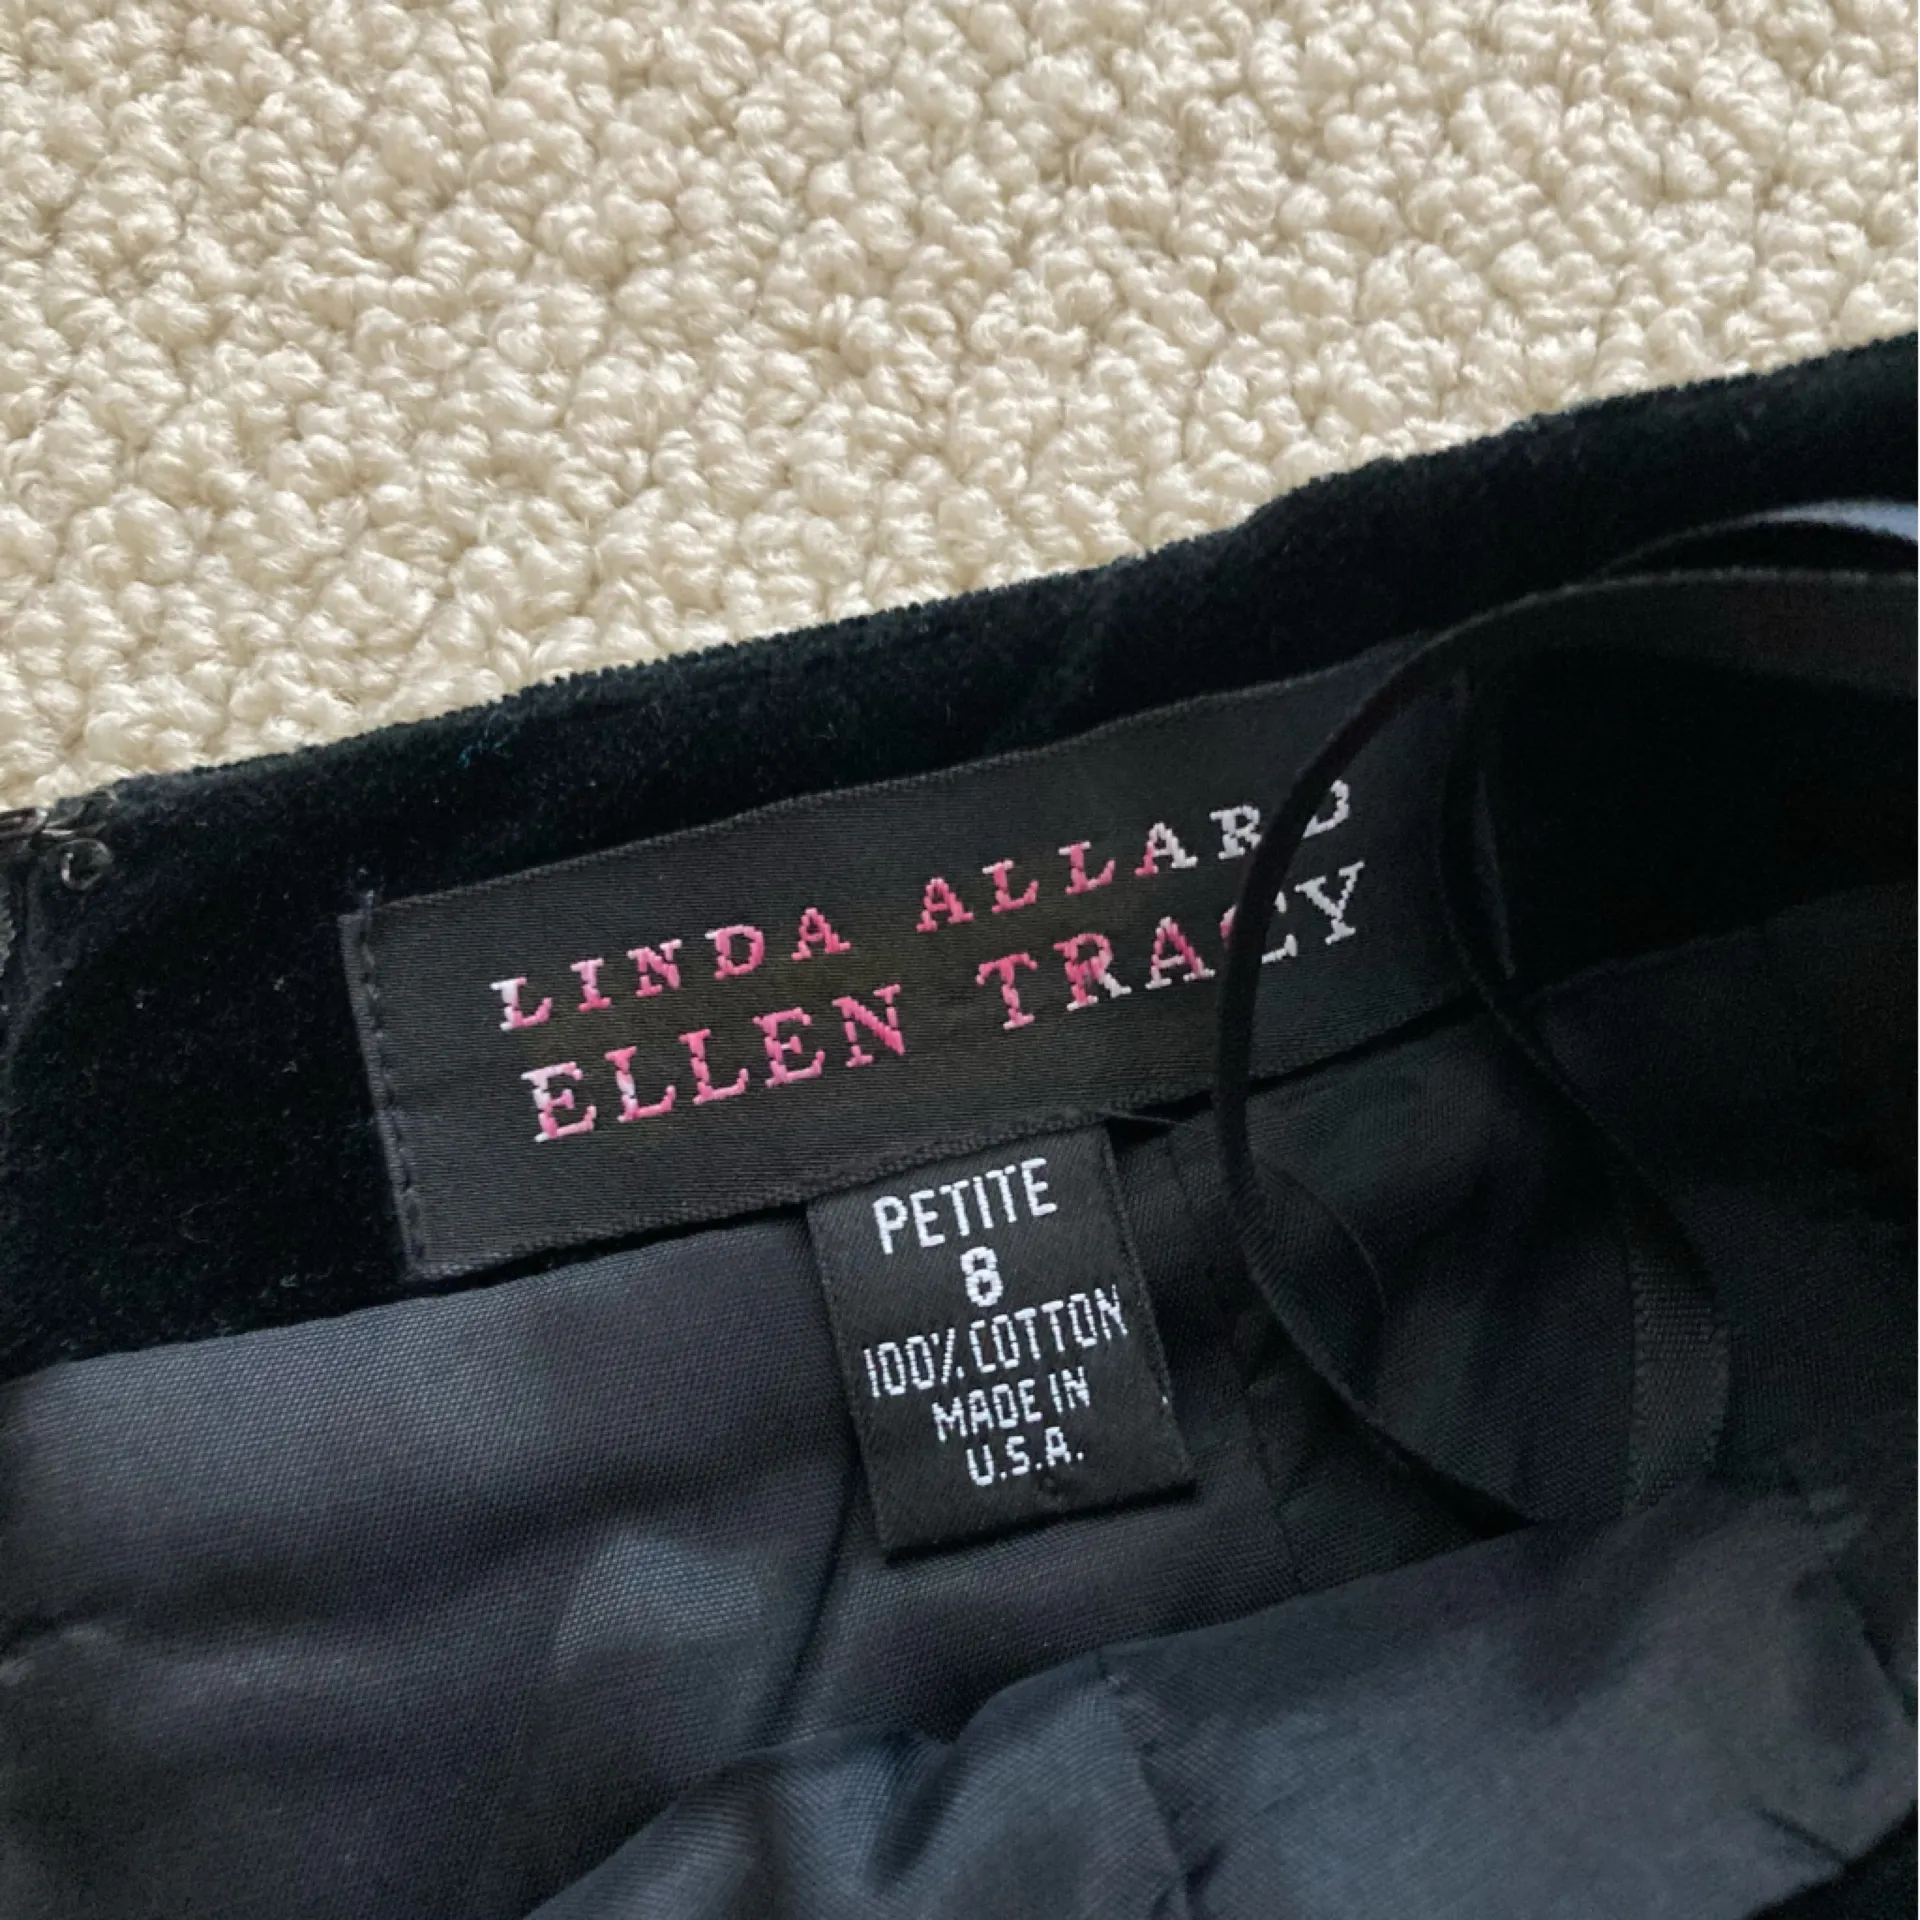 LINDA ALLARD
ELLEN TRACY
PETITE
8
100% COTTON
MADE IN
U.S.A.